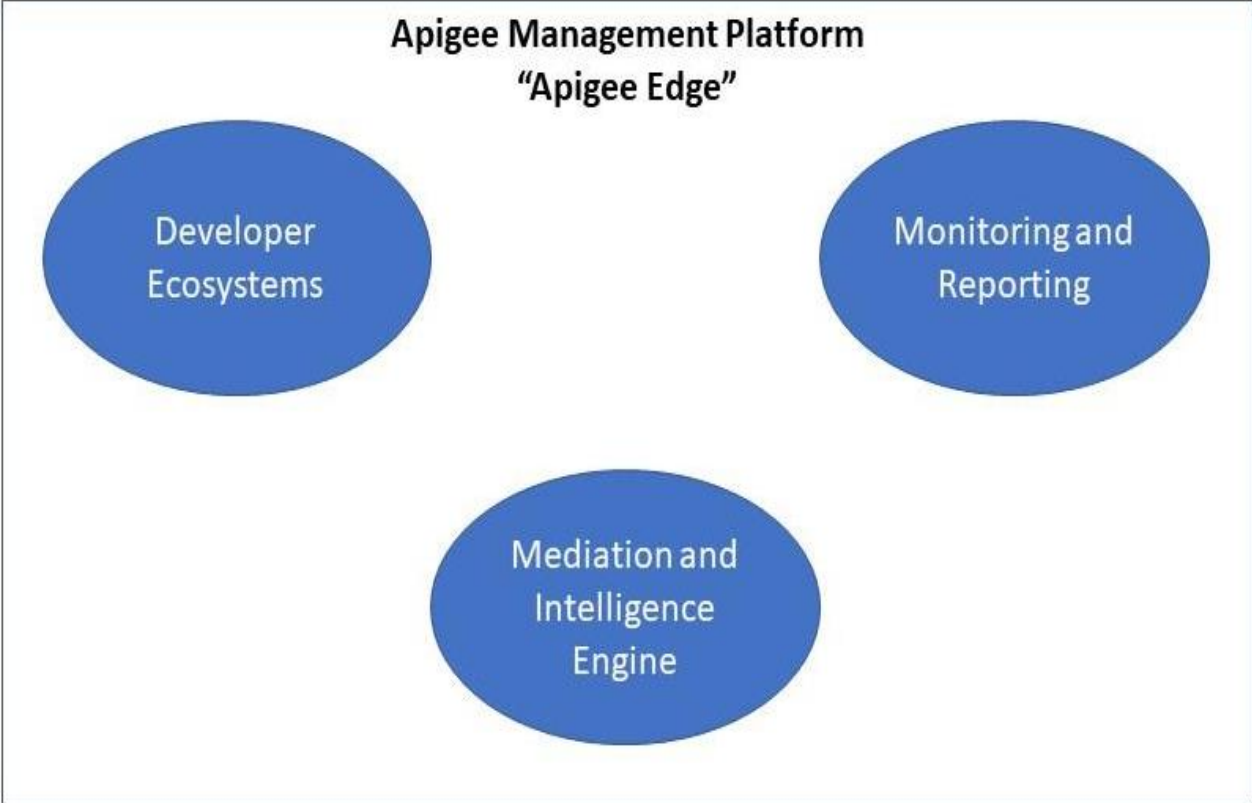 Apigee Management Platform
“Apigee Edge”
Developer
Ecosystems
Monitoring and
Reporting
Mediation and
Intelligence
Engine